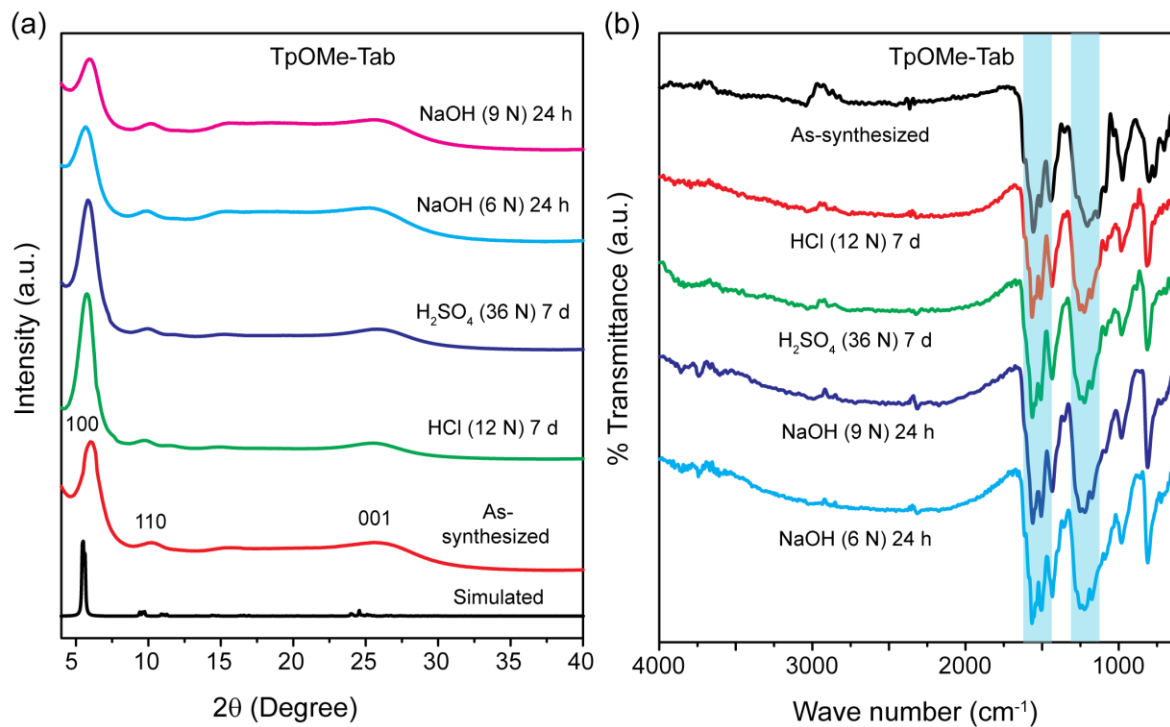 (a)
TpOMe-Tab
NaOH (9 N) 24 h
NaOH (6 N) 24 h
H₂SO₄ (36 N) 7 d
HCl (12 N) 7 d
100
110
001
As-
synthesized
Simulated
Intensity (a.u.)
5 10 15 20 25 30 35 40
2θ (Degree)
(b)
TpOMe-Tab
As-synthesized
HCl (12 N) 7 d
H₂SO₄ (36 N) 7 d
NaOH (9 N) 24 h
NaOH (6 N) 24 h
% Transmittance (a.u.)
4000 3000 2000 1000
Wave number (cm⁻¹)